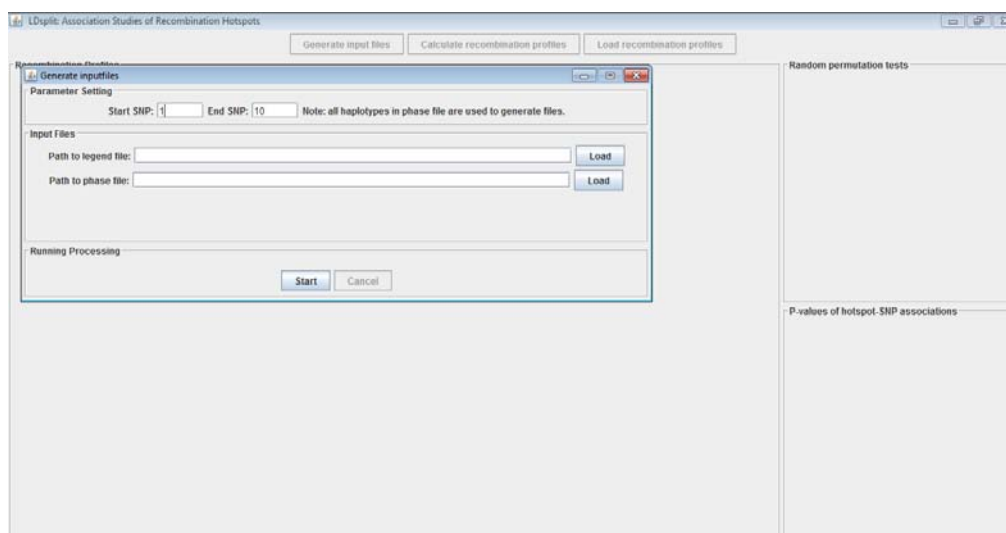 LDsplit: Association Studies of Recombination Hotspots
Generate input files Calculate recombination profiles Load recombination profiles
Recombination Profiles Random permutation tests
Generate inputfiles
Parameter Setting
Start SNP: 1 End SNP: 10 Note: all haplotypes in phase file are used to generate files.
Input Files
Path to legend file: Load
Path to phase file: Load
Running Processing
Start Cancel
P-values of hotspot-SNP associations